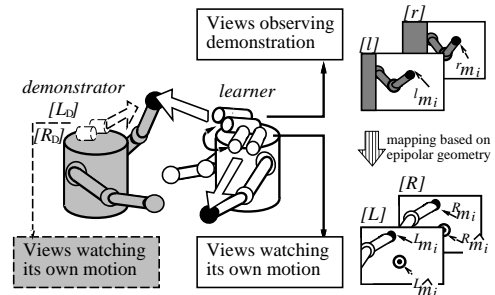 Views observing
demonstration
demonstrator
learner
[L_D]
[R_D]
[r]
[l]
^r m_i
^l m_i
mapping based on
epipolar geometry
[R]
[L]
^R m_i
^R m̂_i
^L m_i
^L m̂_i
Views watching
its own motion
Views watching
its own motion